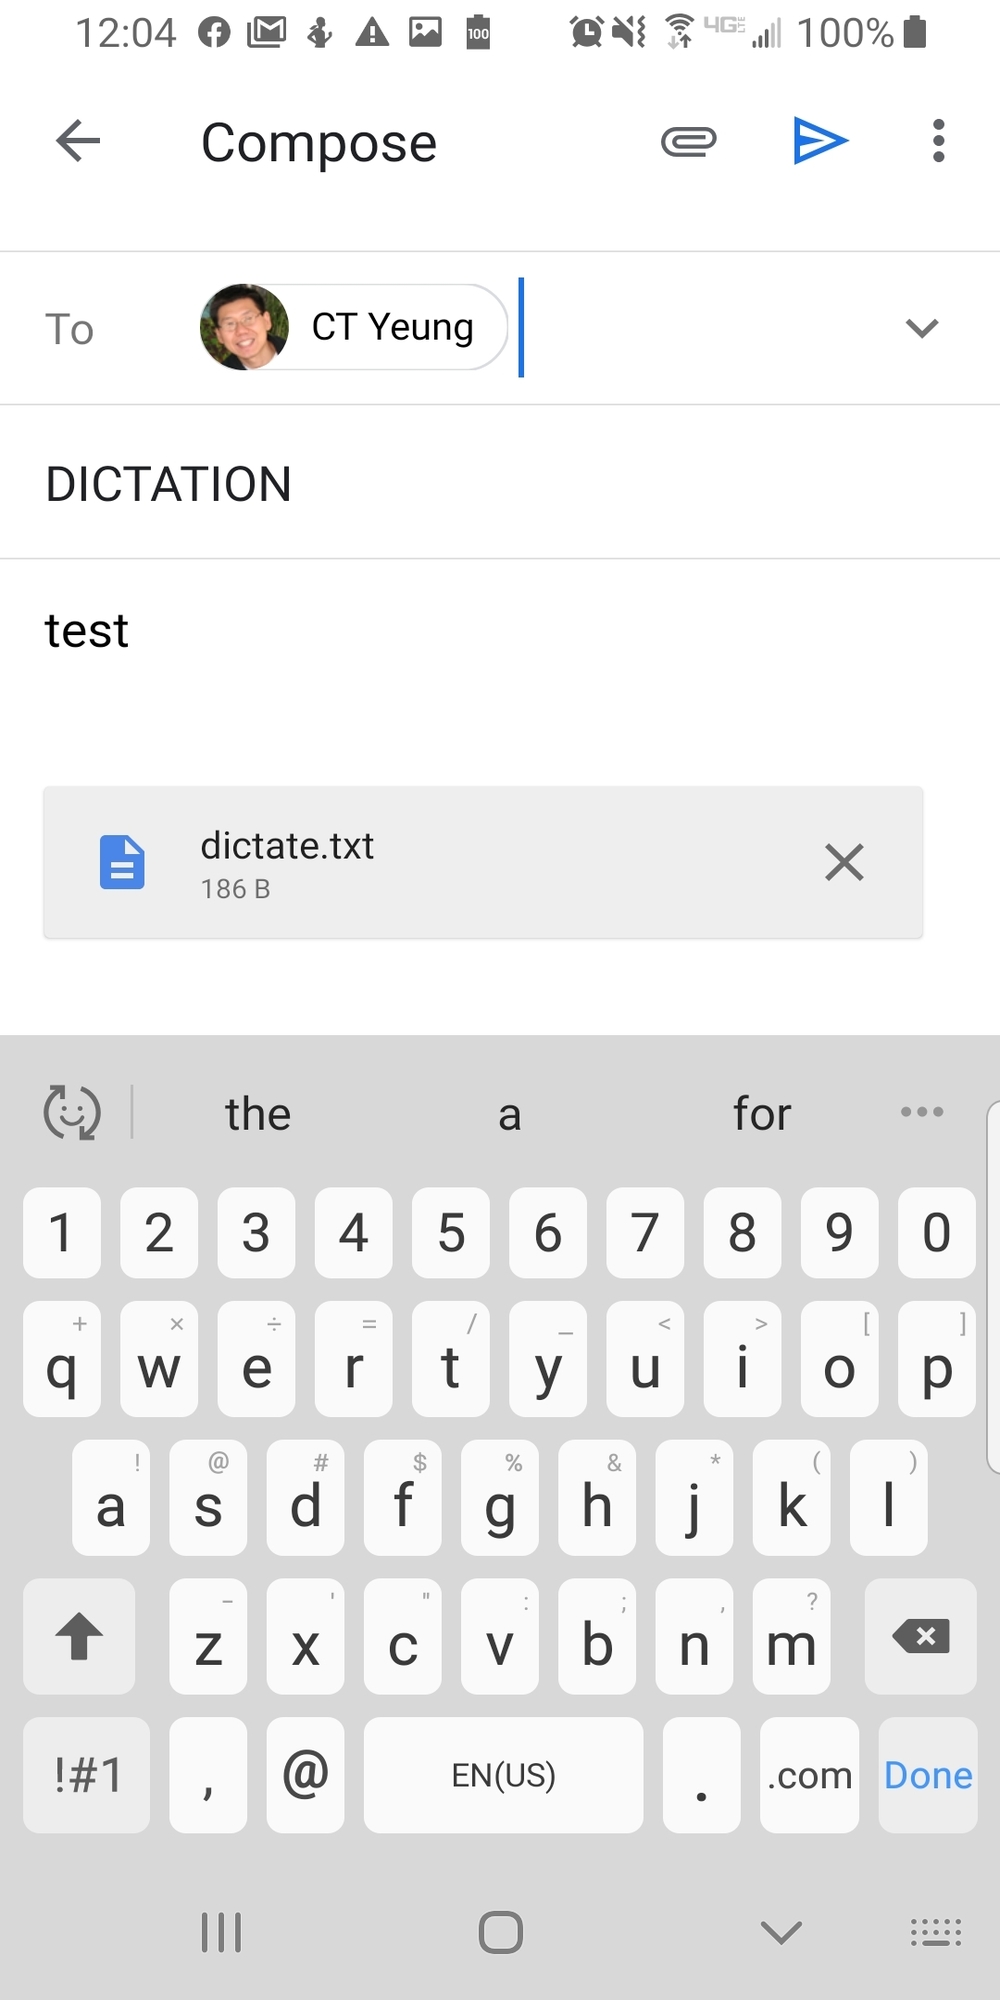 12:04 100 4GE 100%
Compose
To CT Yeung
DICTATION
test
dictate.txt
186 B
the a for
1 2 3 4 5 6 7 8 9 0
+ × ÷ = / _ < > [ ]
q w e r t y u i o p
! @ # $ % & * ( )
a s d f g h j k l
- ' " : ; , ?
z x c v b n m
!#1 , @ EN(US) . .com Done